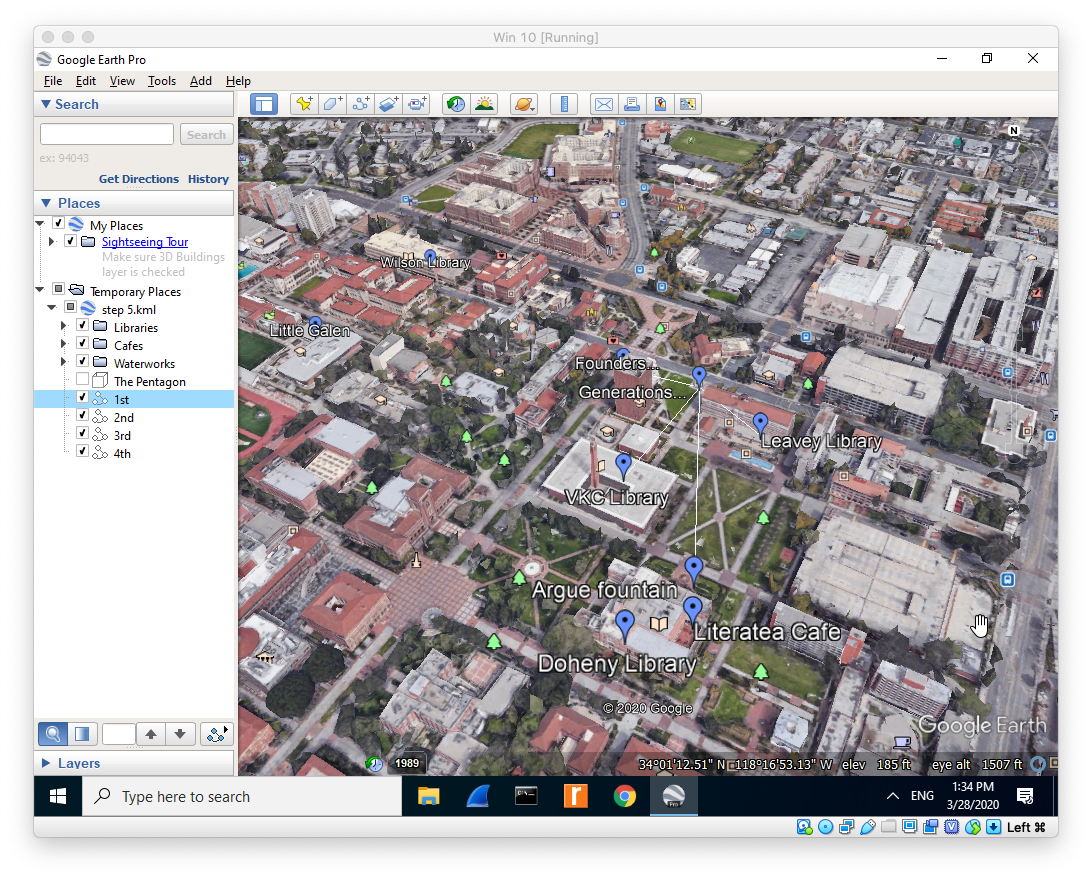 Win 10 [Running]
Google Earth Pro
File Edit View Tools Add Help
Search
Search
ex: 94043
Get Directions History
Places
My Places
Sightseeing Tour
Make sure 3D Buildings
layer is checked
Temporary Places
step 5.kml
Libraries
Cafes
Waterworks
The Pentagon
1st
2nd
3rd
4th
Layers
N
Wilson Library
Little Galen
Founders...
Generations...
Leavey Library
VKC Library
Argue fountain
Literatea Cafe
Doheny Library
© 2020 Google
Google Earth
1989
34°01'12.51" N 118°16'53.13" W elev 185 ft eye alt 1507 ft
Type here to search
Pro
ENG
1:34 PM
3/28/2020
Left ⌘